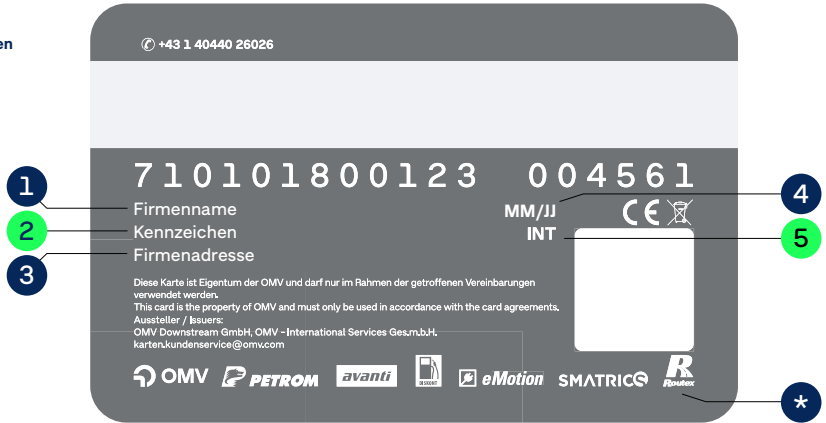 en
+43 1 40440 26026
710101800123 004561
1 Firmenname MM/JJ 4
CE
2 Kennzeichen INT 5
3 Firmenadresse
Diese Karte ist Eigentum der OMV und darf nur im Rahmen der getroffenen Vereinbarungen
verwendet werden.
This card is the property of OMV and must only be used in accordance with the card agreements.
Aussteller / Issuers:
OMV Downstream GmbH, OMV - International Services Ges.m.b.H.
karten.kundenservice@omv.com
OMV PETROM avanti DISKONT eMotion SMATRICS R Routex
*